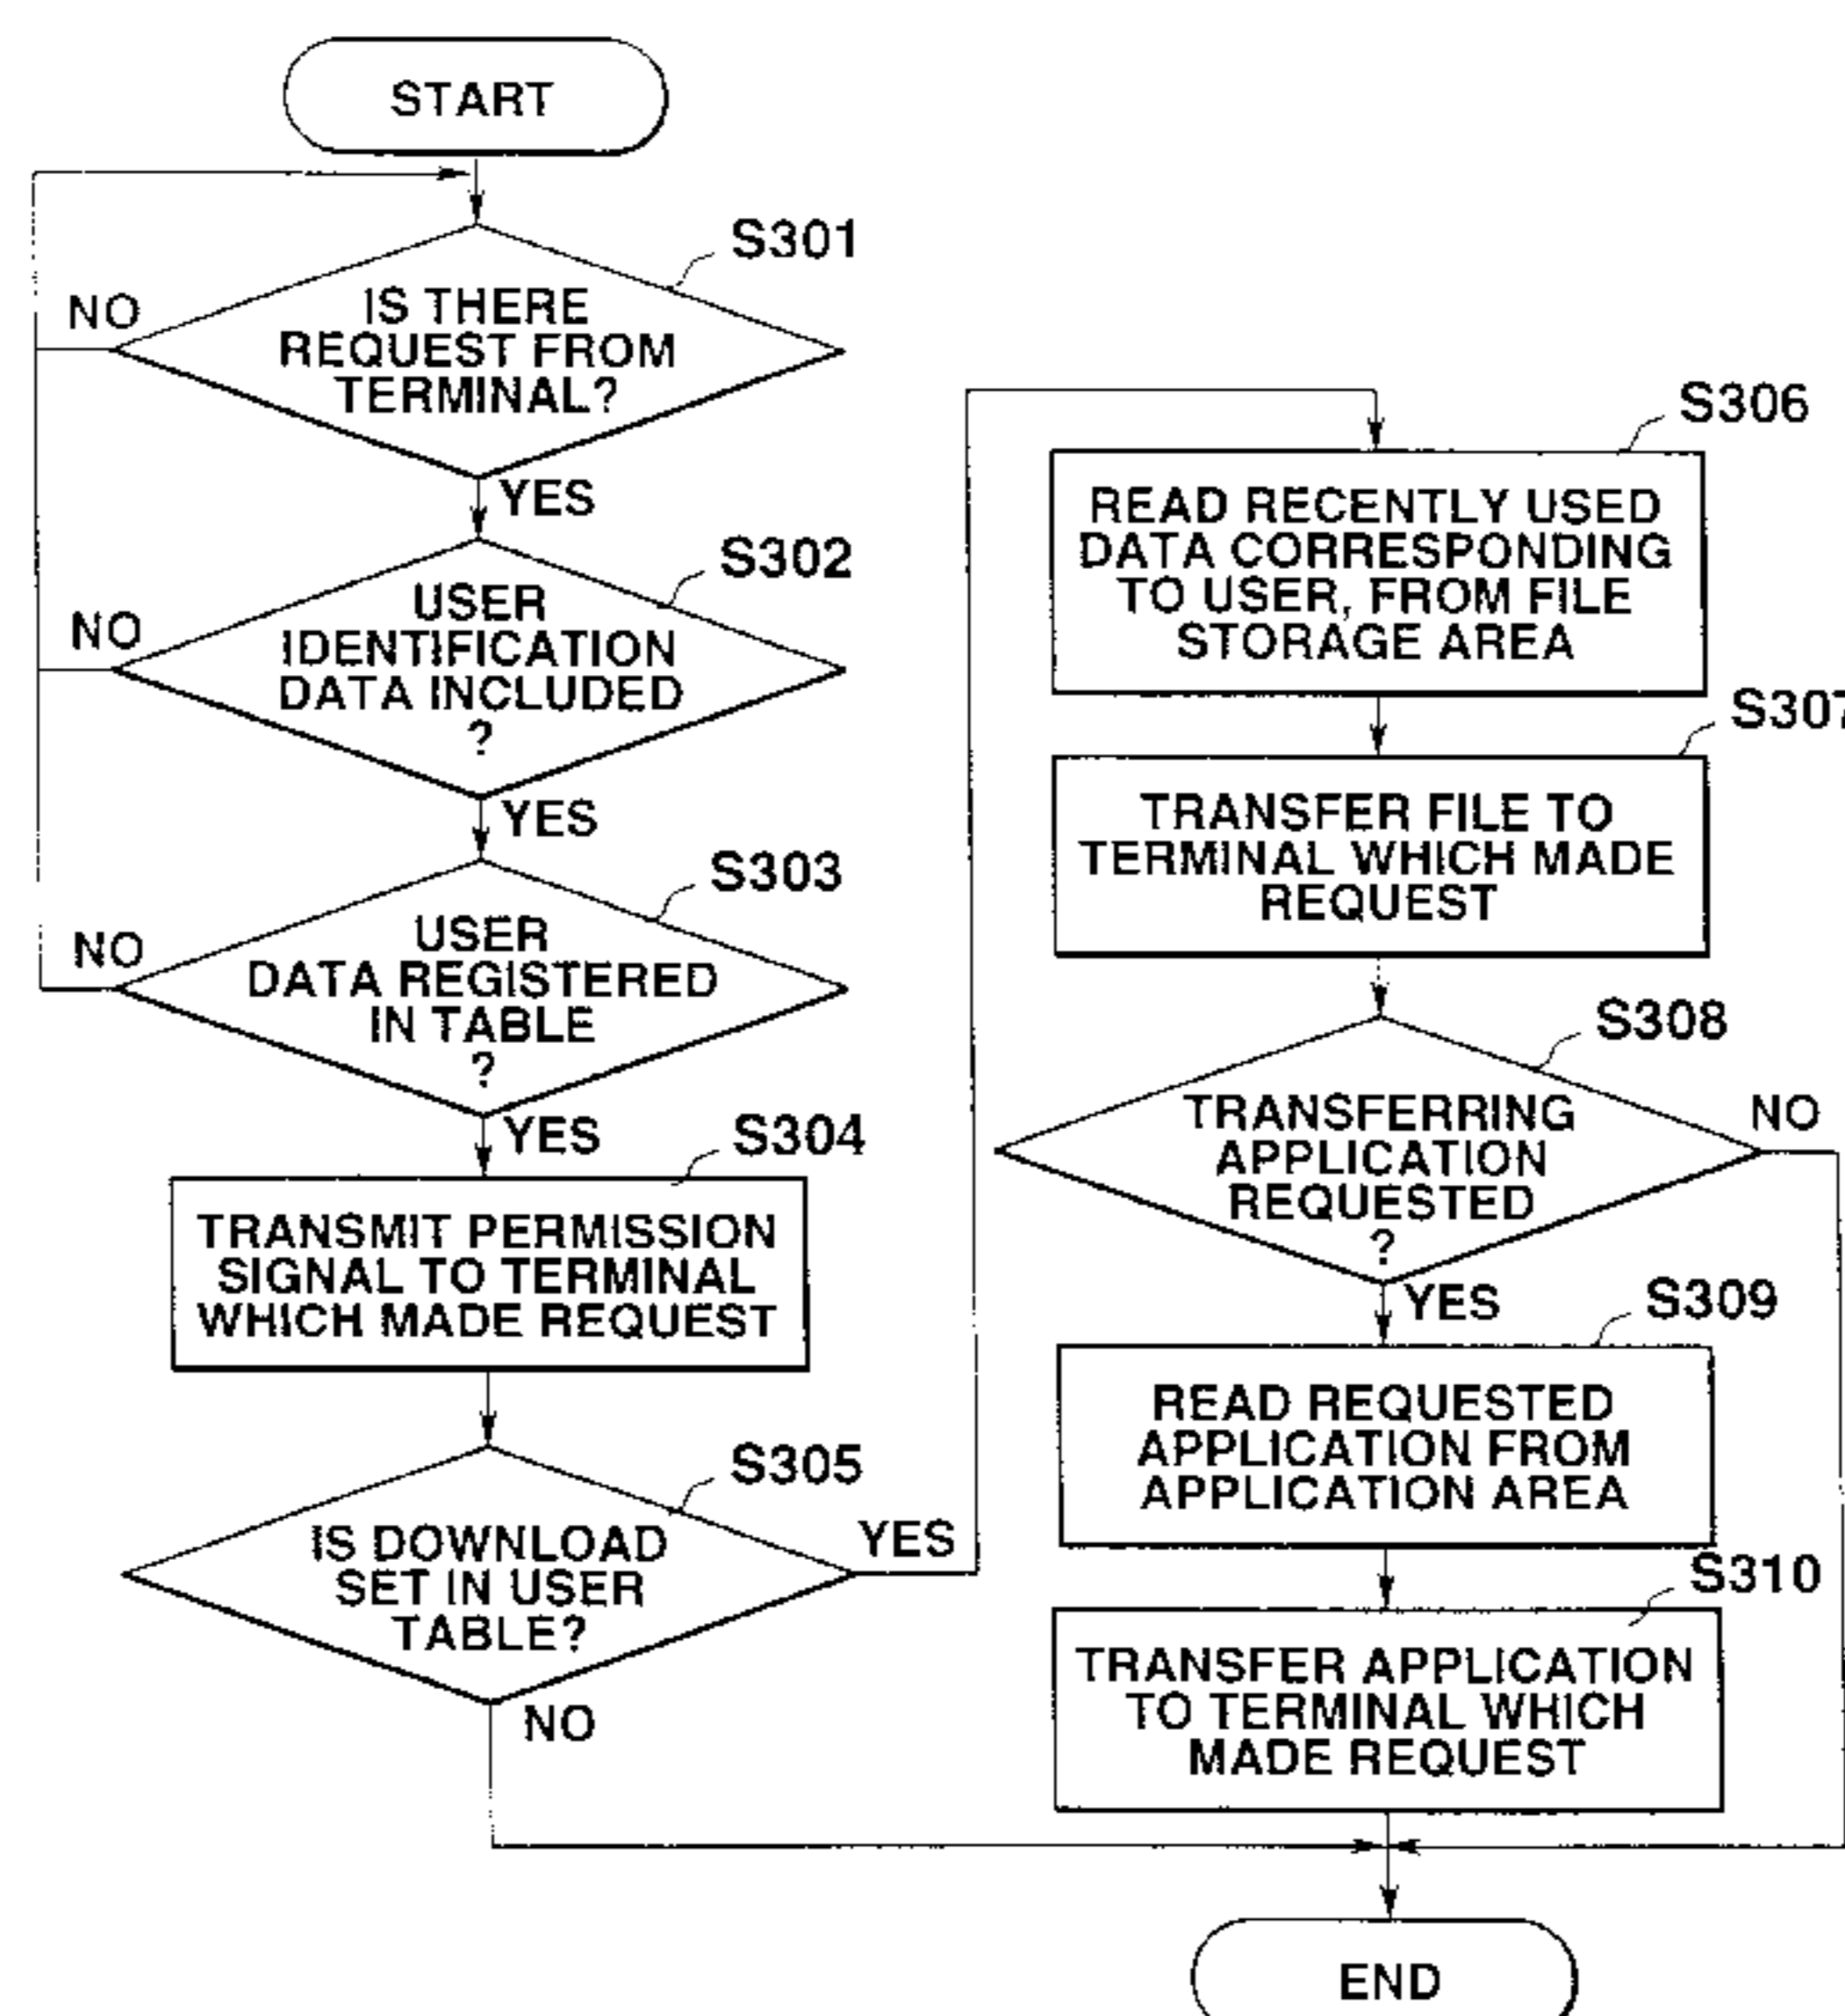 START
S301
IS THERE
REQUEST FROM
TERMINAL?
NO
YES
S302
USER
IDENTIFICATION
DATA INCLUDED
?
NO
YES
S303
USER
DATA REGISTERED
IN TABLE
?
NO
YES
S304
TRANSMIT PERMISSION
SIGNAL TO TERMINAL
WHICH MADE REQUEST
S305
IS DOWNLOAD
SET IN USER
TABLE?
YES
NO
S306
READ RECENTLY USED
DATA CORRESPONDING
TO USER, FROM FILE
STORAGE AREA
S307
TRANSFER FILE TO
TERMINAL WHICH MADE
REQUEST
S308
TRANSFERRING
APPLICATION
REQUESTED
?
NO
YES
S309
READ REQUESTED
APPLICATION FROM
APPLICATION AREA
S310
TRANSFER APPLICATION
TO TERMINAL WHICH
MADE REQUEST
END